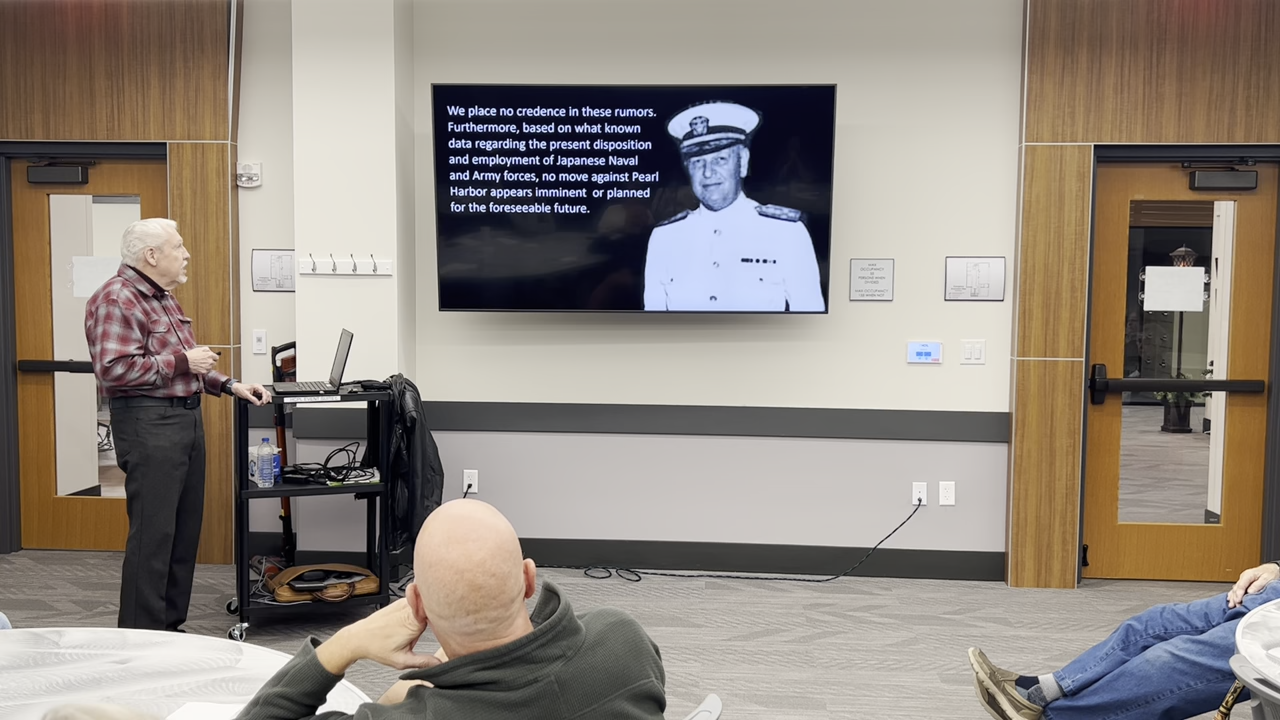 We place no credence in these rumors.
Furthermore, based on what known
data regarding the present disposition
and employment of Japanese Naval
and Army forces, no move against Pearl
Harbor appears imminent or planned
for the foreseeable future.